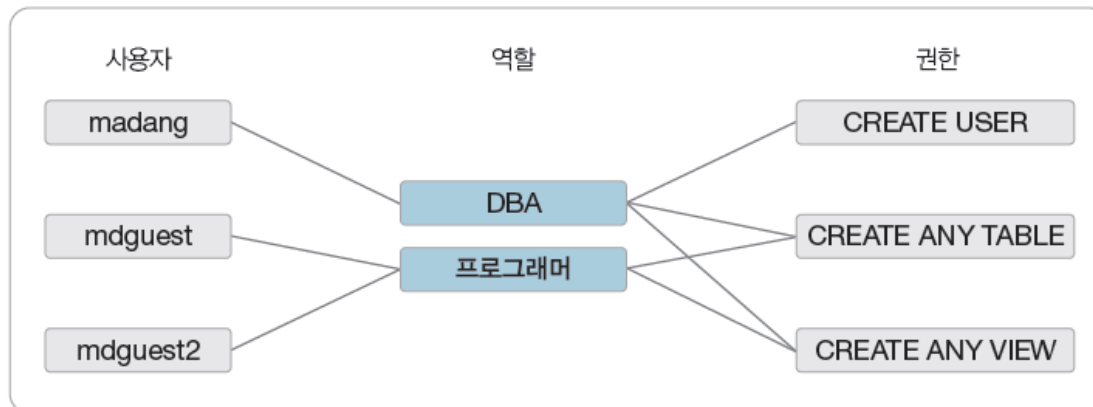 사용자
역할
권한
madang
CREATE USER
DBA
mdguest
CREATE ANY TABLE
프로그래머
mdguest2
CREATE ANY VIEW